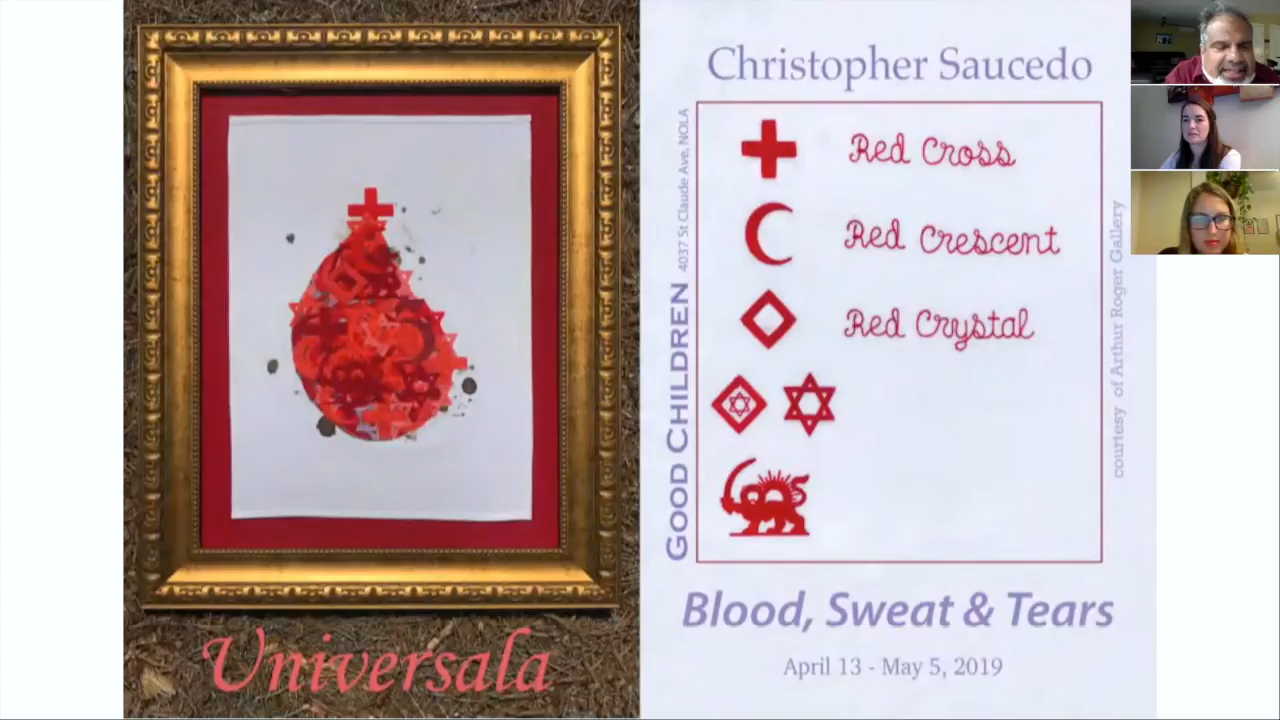 Universala
Christopher Saucedo
GOOD CHILDREN 4037 St Claude Ave, NOLA
Red Cross
Red Crescent
Red Crystal
courtesy of Arthur Roger Gallery
Blood, Sweat & Tears
April 13 - May 5, 2019